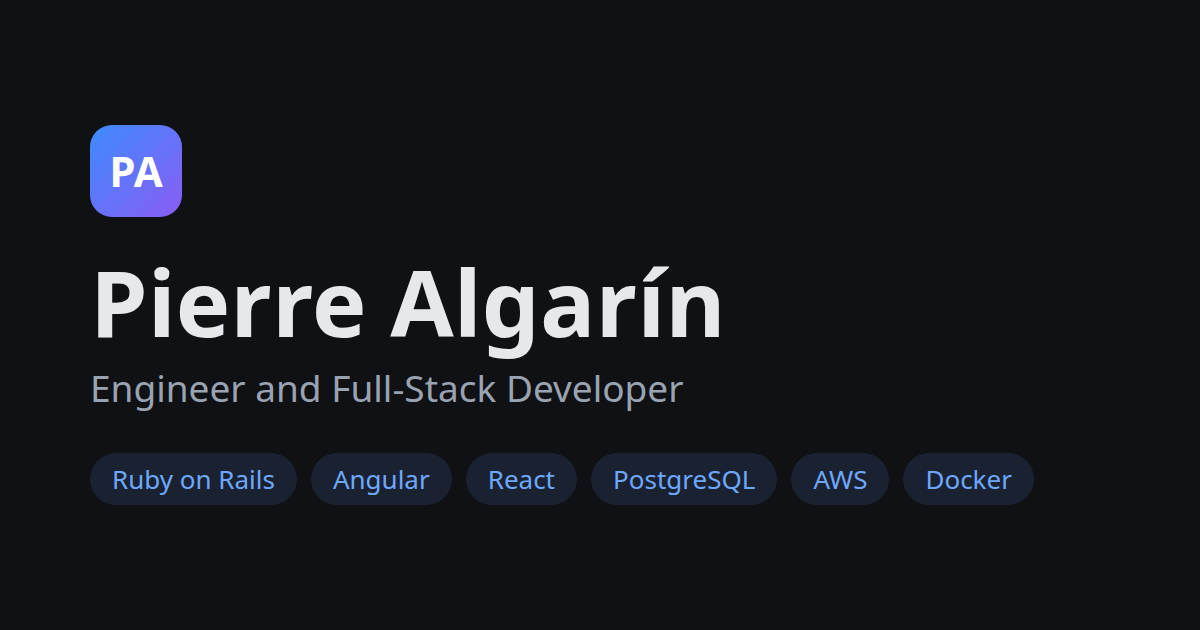 PA
Pierre Algarín
Engineer and Full-Stack Developer
Ruby on Rails Angular React PostgreSQL AWS Docker